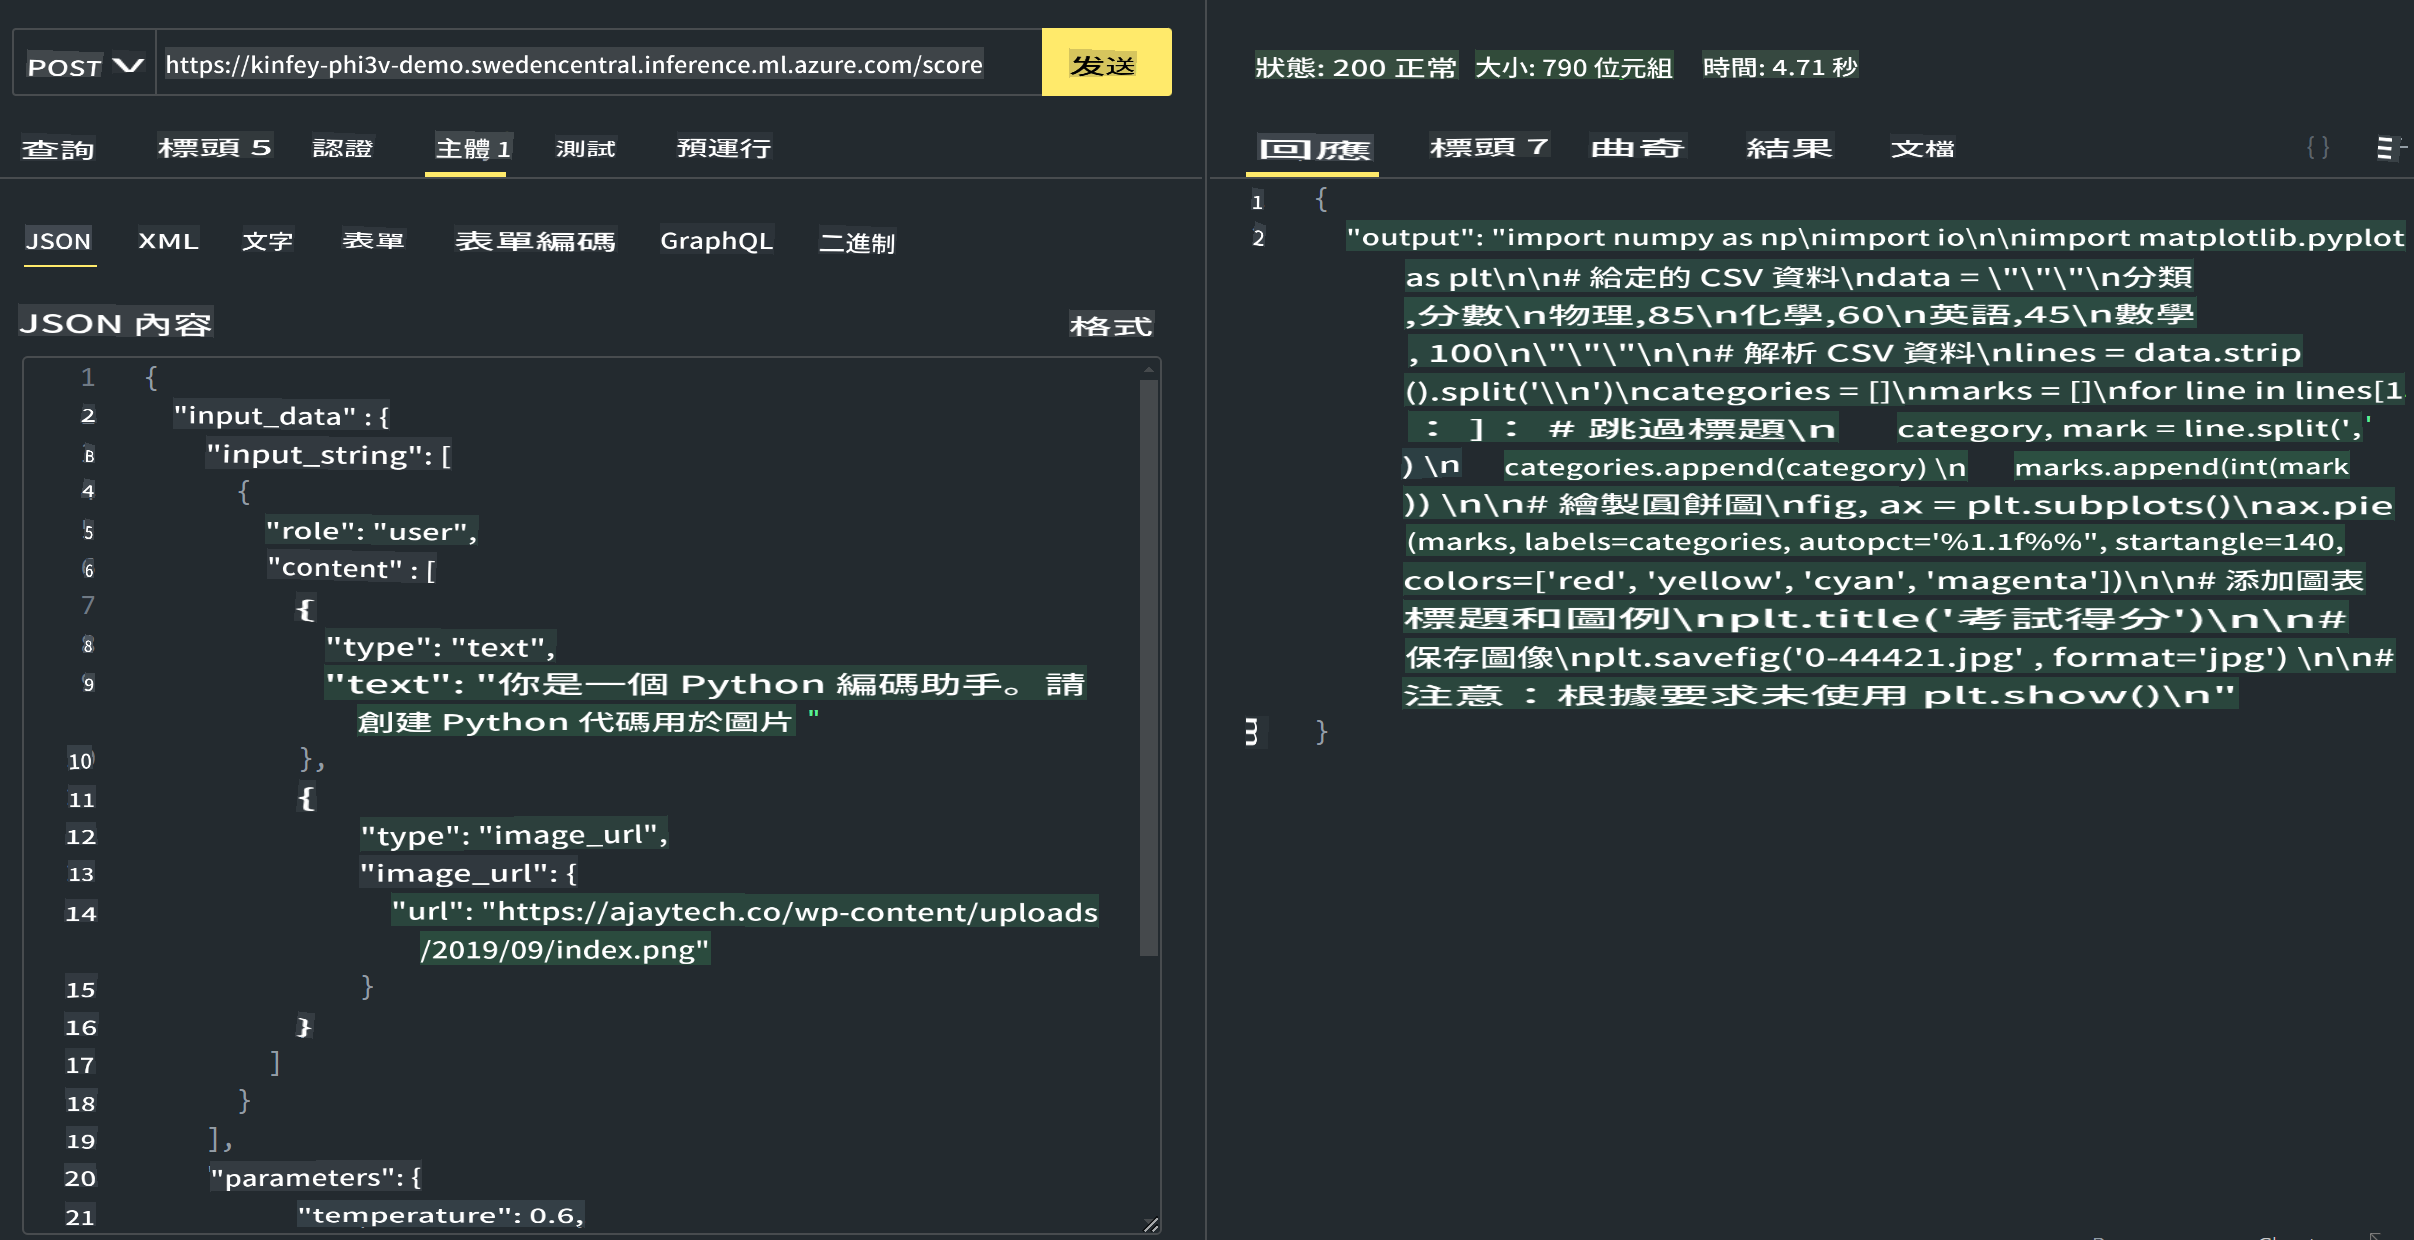 POST https://kinfey-phi3v-demo.swedencentral.inference.ml.azure.com/score 发送
查詢 標頭 5 認證 主體 1 測試 預運行
JSON XML 文字 表單 表單編碼 GraphQL 二進制
JSON 內容 格式
1 {
2 "input_data" : {
"input_string": [
4 {
5 "role": "user",
6 "content" : [
7 {
8 "type": "text",
9 "text": "你是一個 Python 編碼助手。 請
創建 Python 代碼用於圖片 "
10 },
11 {
12 "type": "image_url",
13 "image_url": {
14 "url": "https://ajaytech.co/wp-content/uploads
/2019/09/index.png"
15 }
16 }
17 ]
18 }
19 ],
20 "parameters": {
21 "temperature": 0.6,
狀態: 200 正常 大小: 790 位元組 時間: 4.71 秒
回應 標頭 7 曲奇 結果 文檔 {}
1 {
2 "output": "import numpy as np\nimport io\n\nimport matplotlib.pyplot
as plt\n\n# 給定的 CSV 資料\ndata = \"\"\"\n分類
,分數\n物理,85\n化學,60\n英語,45\n數學
, 100\n\"\"\"\n\n# 解析 CSV 資料\nlines = data.strip
().split('\\n')\ncategories = []\nmarks = []\nfor line in lines[1
: ] : # 跳過標題\n category, mark = line.split(','
) \n categories.append(category) \n marks.append(int(mark
)) \n\n# 繪製圓餅圖\nfig, ax = plt.subplots()\nax.pie
(marks, labels=categories, autopct='%1.1f%%", startangle=140,
colors=['red', 'yellow', 'cyan', 'magenta'])\n\n# 添加圖表
標題和圖例\nplt.title('考試得分')\n\n#
保存圖像\nplt.savefig('0-44421.jpg' , format='jpg') \n\n#
注意：根據要求未使用 plt.show()\n"
3 }